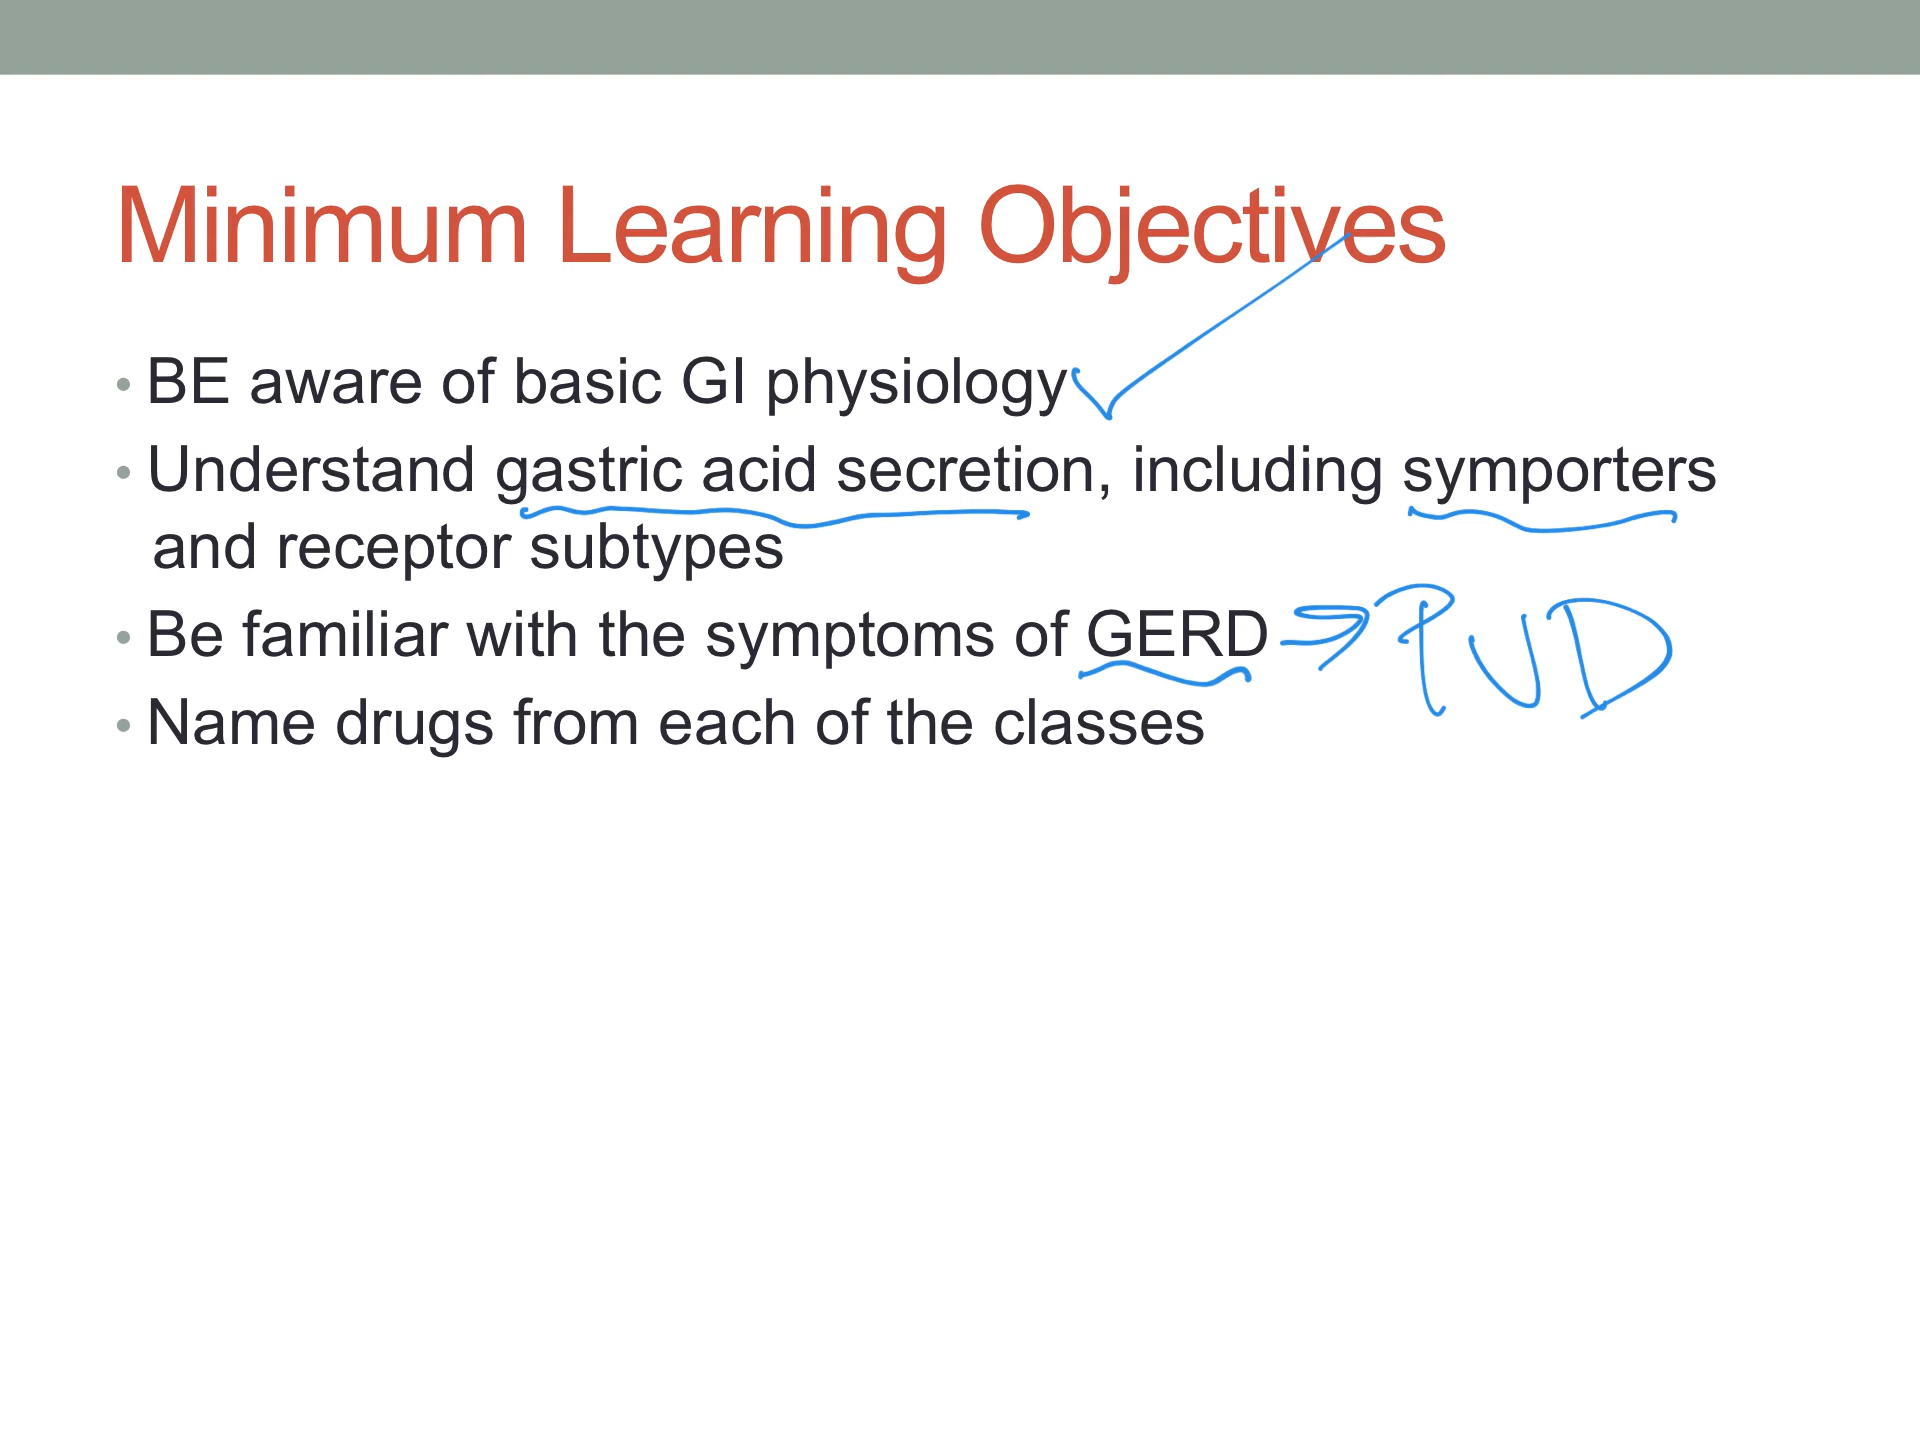 Minimum Learning Objectives
• BE aware of basic GI physiology
• Understand gastric acid secretion, including symporters
and receptor subtypes
• Be familiar with the symptoms of GERD ⇒ PUD
• Name drugs from each of the classes